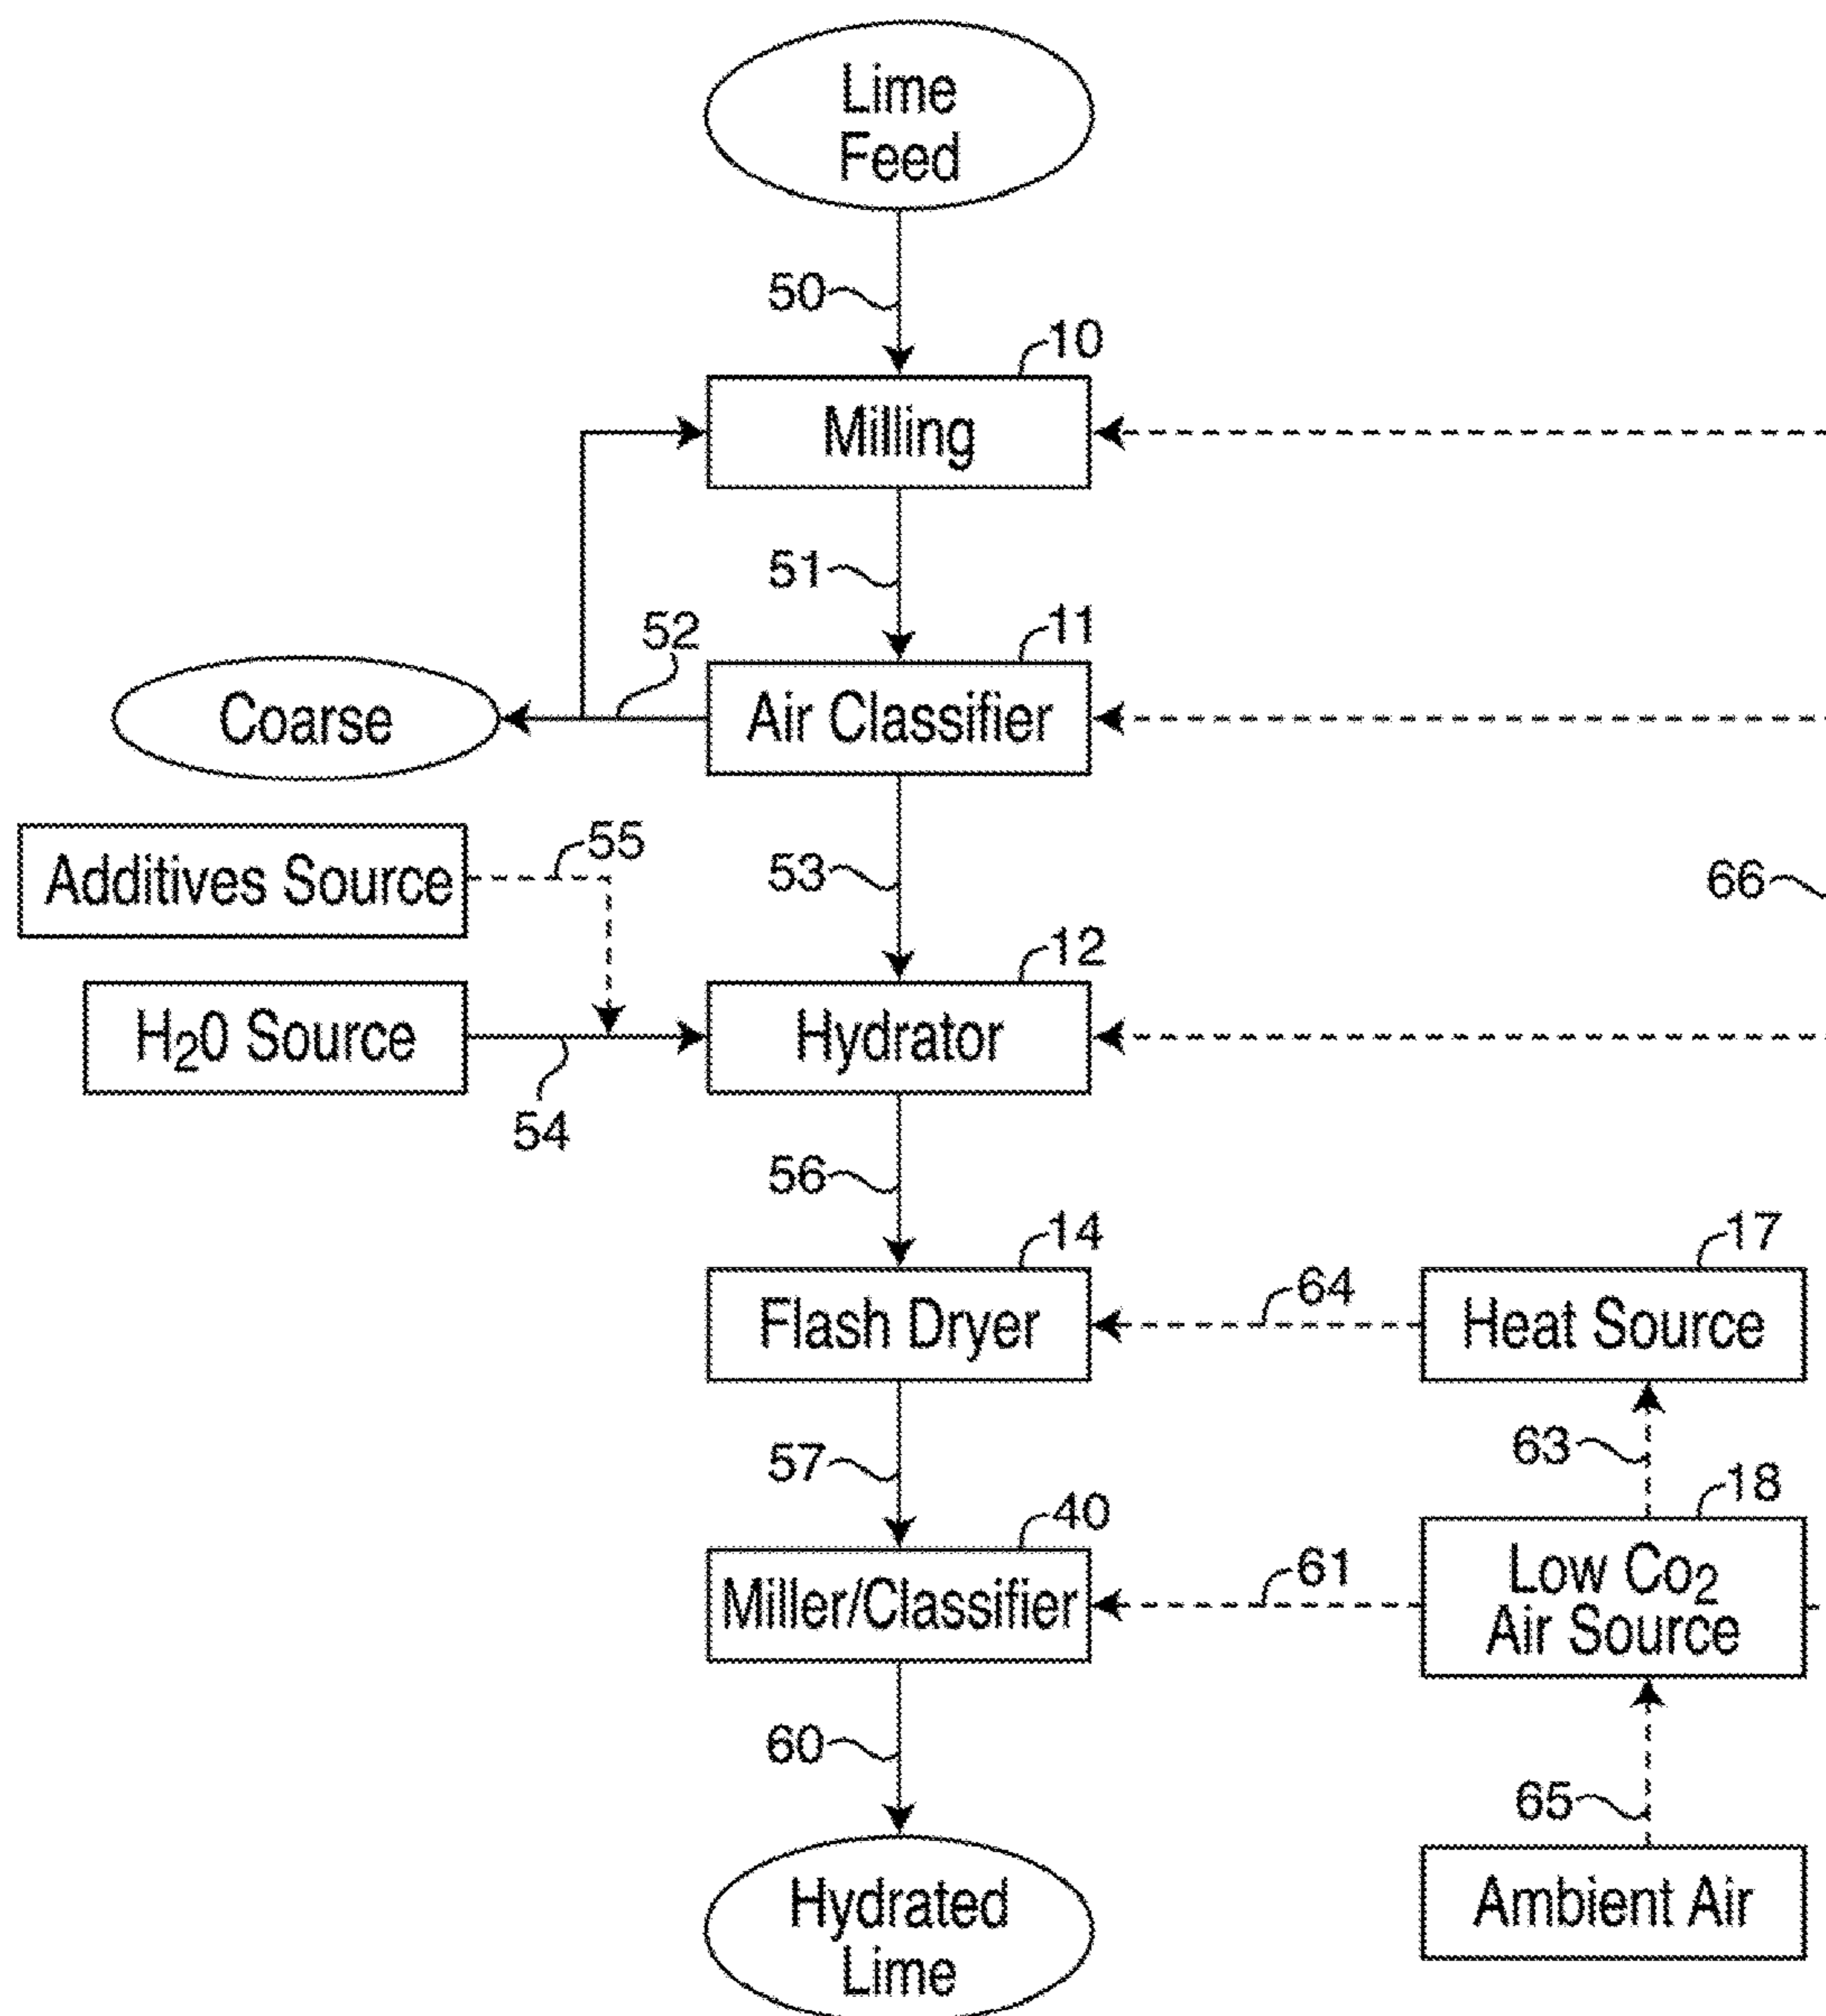 Lime
Feed
50
10
Milling
51
11
52
Coarse
Air Classifier
55
Additives Source
53
66
12
H₂0 Source
Hydrator
54
56
14
17
64
Flash Dryer
Heat Source
57
63
40
18
61
Miller/Classifier
Low Co₂
Air Source
60
65
Hydrated
Lime
Ambient Air